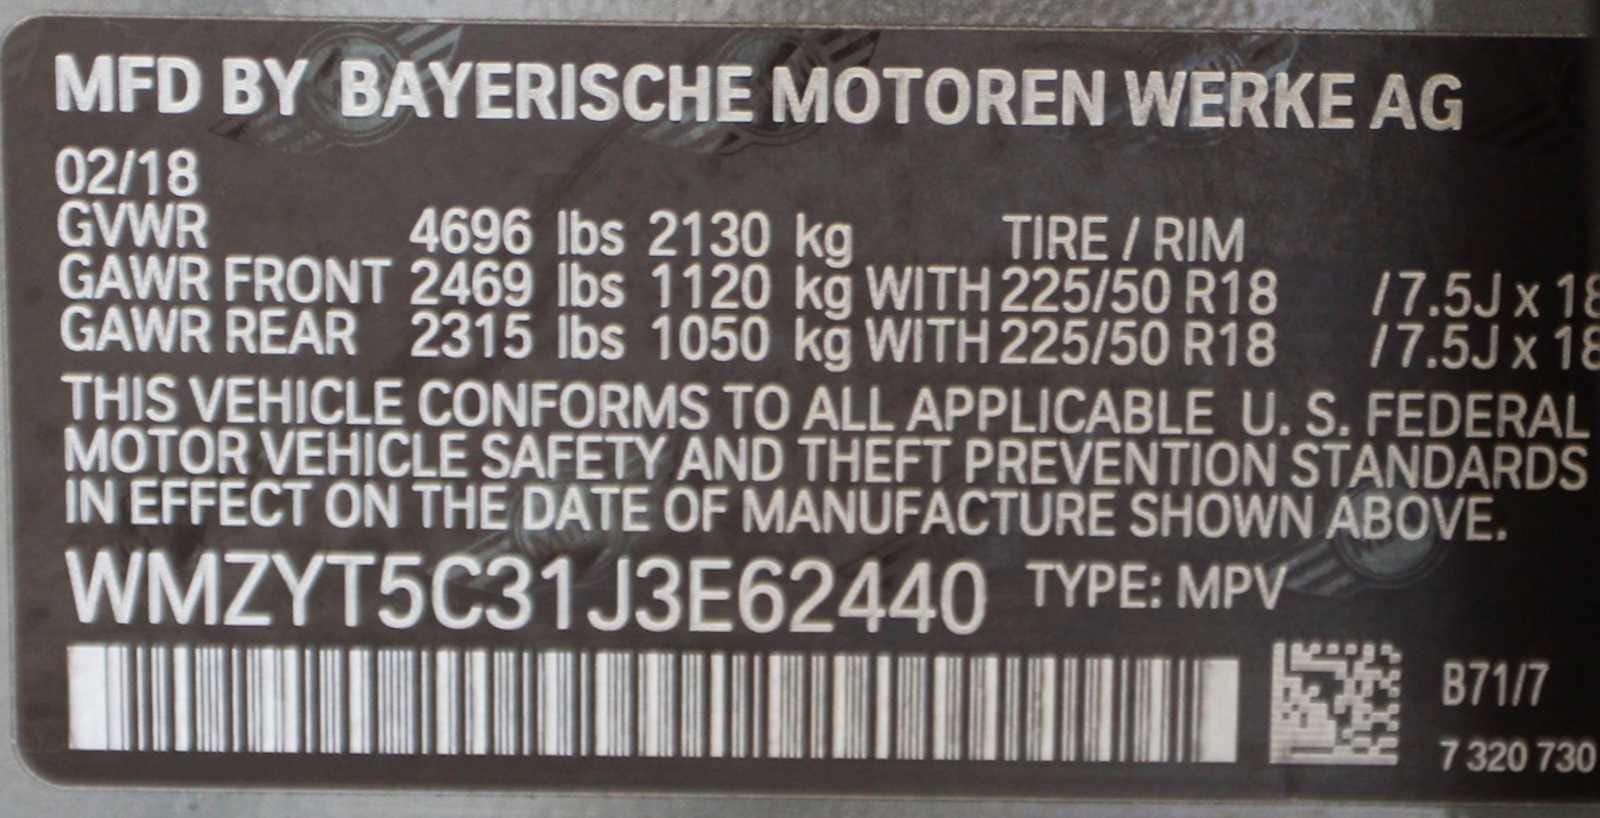 MFD BY BAYERISCHE MOTOREN WERKE AG
02/18
GVWR 4696 lbs 2130 kg TIRE / RIM
GAWR FRONT 2469 lbs 1120 kg WITH 225/50 R18 /7.5J x 18
GAWR REAR 2315 lbs 1050 kg WITH 225/50 R18 /7.5J x 18
THIS VEHICLE CONFORMS TO ALL APPLICABLE U. S. FEDERAL
MOTOR VEHICLE SAFETY AND THEFT PREVENTION STANDARDS
IN EFFECT ON THE DATE OF MANUFACTURE SHOWN ABOVE.
WMZYT5C31J3E62440 TYPE: MPV
B71/7
7 320 730